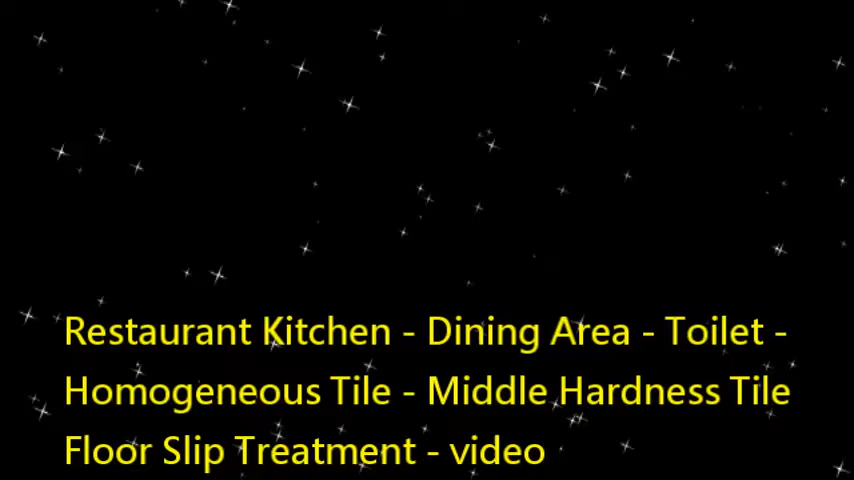 Restaurant Kitchen - Dining Area - Toilet -
Homogeneous Tile - Middle Hardness Tile
Floor Slip Treatment - video